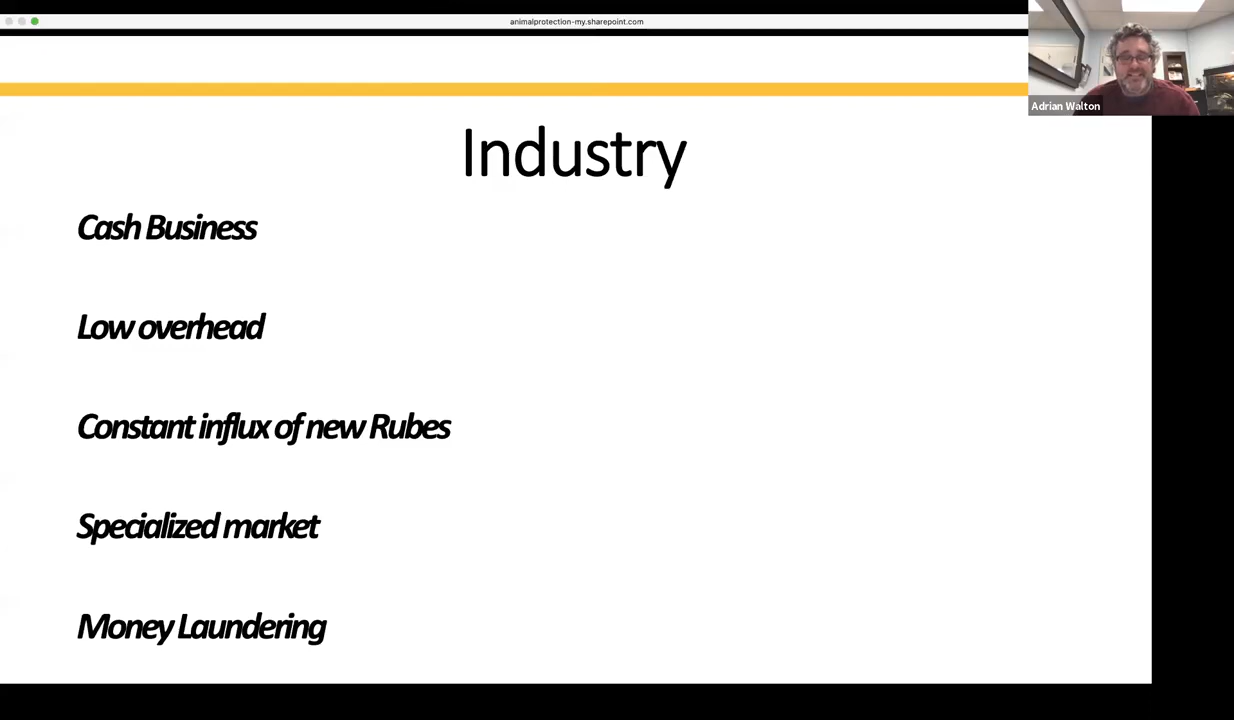 animalprotection-my.sharepoint.com
Adrian Walton
Industry
Cash Business
Low overhead
Constant influx of new Rubes
Specialized market
Money Laundering